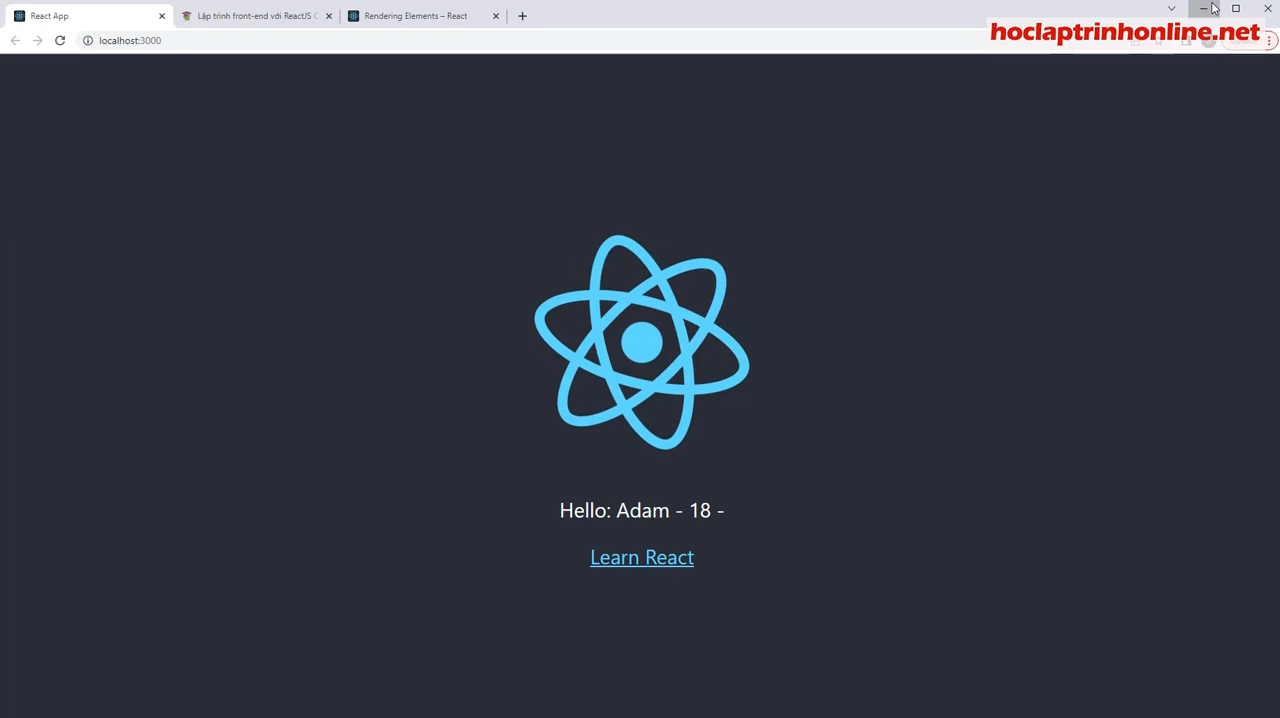 React App
Lập trình front-end với ReactJS C
Rendering Elements – React
localhost:3000
hoclaptrinhonline.net
Hello: Adam - 18 -
Learn React